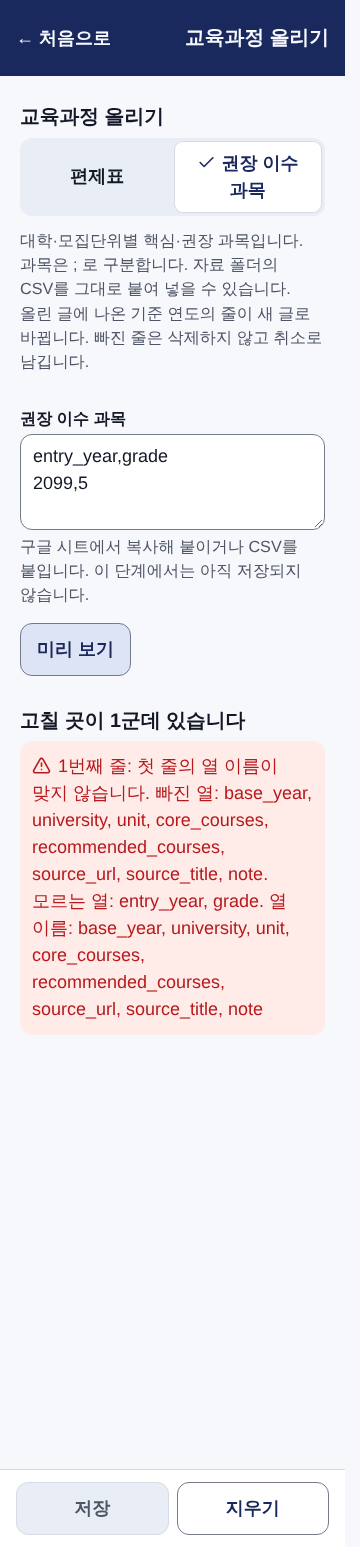 ← 처음으로
교육과정 올리기
교육과정 올리기
편제표
권장 이수
과목
대학·모집단위별 핵심·권장 과목입니다.
과목은 ; 로 구분합니다. 자료 폴더의
CSV를 그대로 붙여 넣을 수 있습니다.
올린 글에 나온 기준 연도의 줄이 새 글로
바뀝니다. 빠진 줄은 삭제하지 않고 취소로
남깁니다.
권장 이수 과목
entry_year,grade
2099,5
구글 시트에서 복사해 붙이거나 CSV를
붙입니다. 이 단계에서는 아직 저장되지
않습니다.
미리 보기
고칠 곳이 1군데 있습니다
1번째 줄: 첫 줄의 열 이름이
맞지 않습니다. 빠진 열: base_year,
university, unit, core_courses,
recommended_courses,
source_url, source_title, note.
모르는 열: entry_year, grade. 열
이름: base_year, university, unit,
core_courses,
recommended_courses,
source_url, source_title, note
저장
지우기